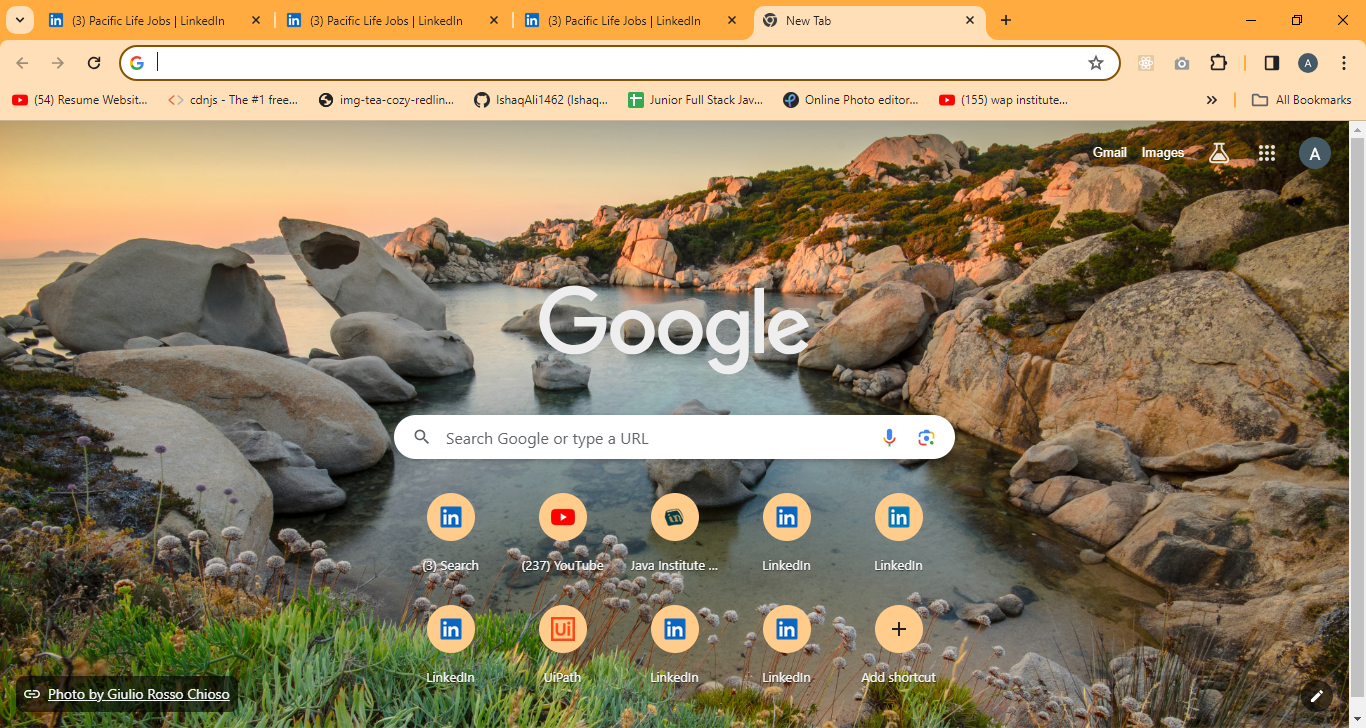 (3) Pacific Life Jobs | LinkedIn
(3) Pacific Life Jobs | LinkedIn
(3) Pacific Life Jobs | LinkedIn
New Tab
A
(54) Resume Websit...
cdnjs - The #1 free...
img-tea-cozy-redlin...
IshaqAli1462 (Ishaq...
Junior Full Stack Jav...
Online Photo editor...
(155) wap institute...
All Bookmarks
Gmail
Images
A
Google
Search Google or type a URL
(3) Search
(237) YouTube
Java Institute ...
LinkedIn
LinkedIn
LinkedIn
UiPath
LinkedIn
LinkedIn
Add shortcut
Photo by Giulio Rosso Chioso